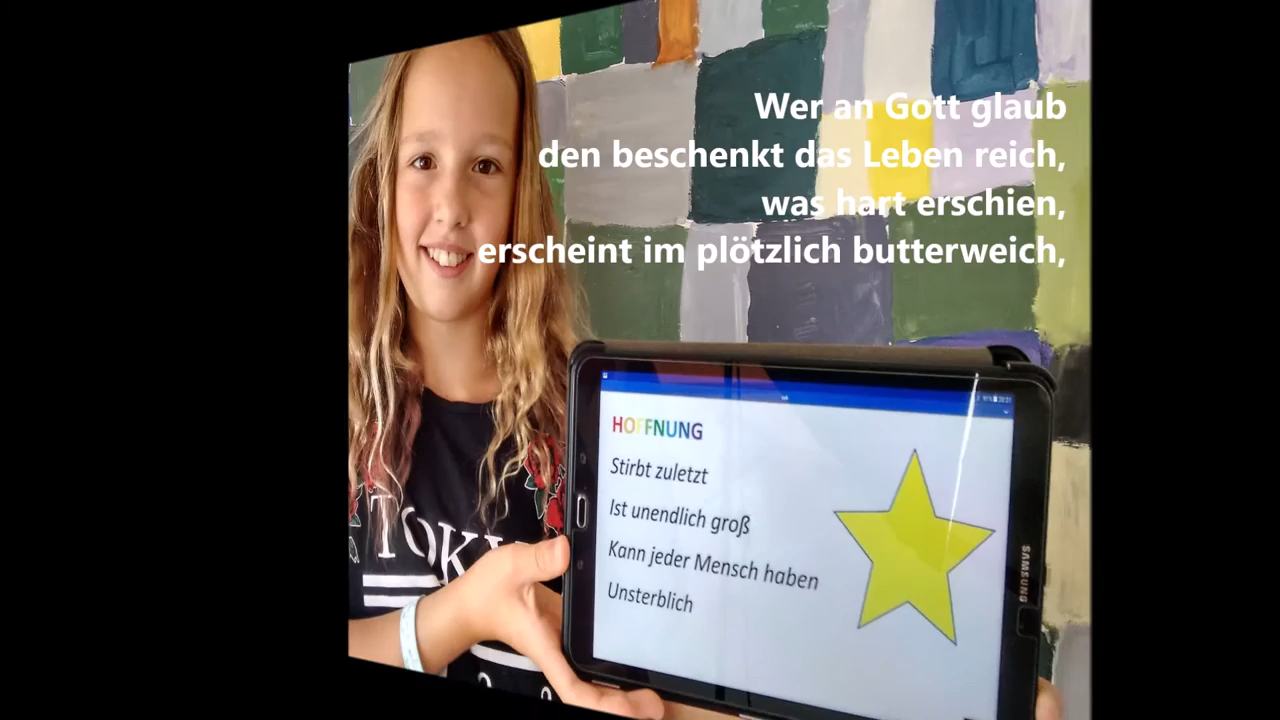 Wer an Gott glaub
den beschenkt das Leben reich,
was hart erschien,
erscheint im plötzlich butterweich,
HOFFNUNG
Stirbt zuletzt
Ist unendlich groß
Kann jeder Mensch haben
Unsterblich
SAMSUNG